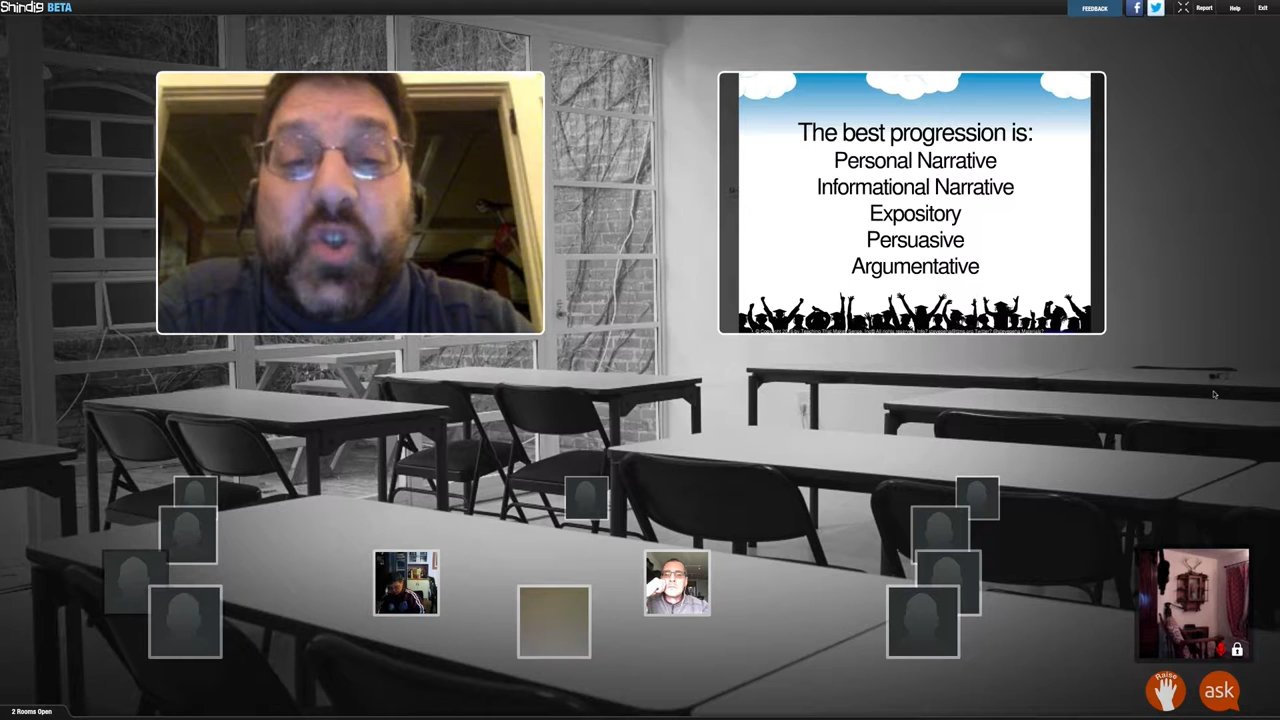 Shindig BETA
FEEDBACK
Report
Help
Exit
The best progression is:
Personal Narrative
Informational Narrative
Expository
Persuasive
Argumentative
Raise
ask
2 Rooms Open